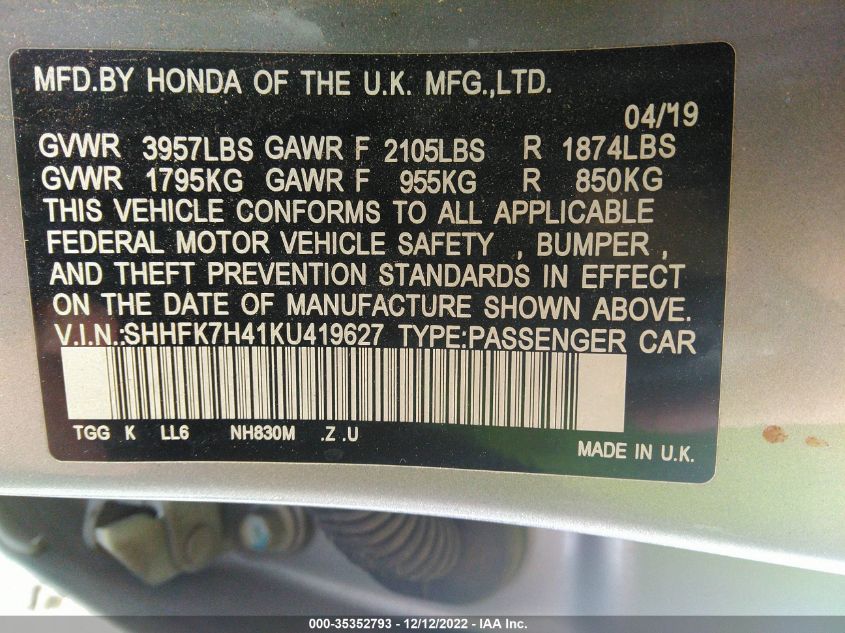 MFD.BY HONDA OF THE U.K. MFG.,LTD.
04/19
GVWR 3957LBS GAWR F 2105LBS R 1874LBS
GVWR 1795KG GAWR F 955KG R 850KG
THIS VEHICLE CONFORMS TO ALL APPLICABLE
FEDERAL MOTOR VEHICLE SAFETY , BUMPER ,
AND THEFT PREVENTION STANDARDS IN EFFECT
ON THE DATE OF MANUFACTURE SHOWN ABOVE.
V.I.N.:SHHFK7H41KU419627 TYPE:PASSENGER CAR
TGG K LL6 NH830M .Z .U
MADE IN U.K.
000-35352793 - 12/12/2022 - IAA Inc.